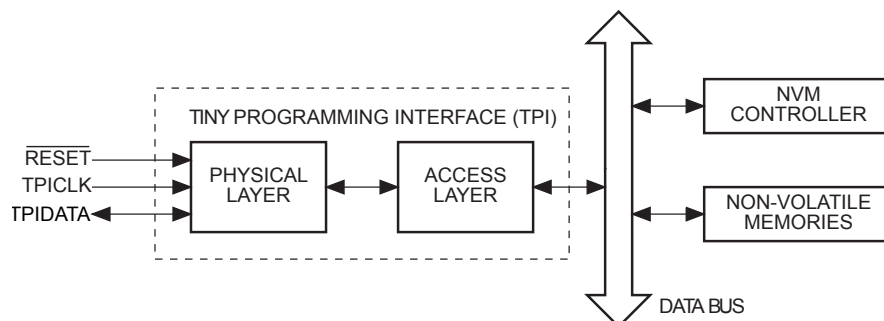 TINY PROGRAMMING INTERFACE (TPI)
RESET
TPICLK
TPIDATA
PHYSICAL
LAYER
ACCESS
LAYER
NVM
CONTROLLER
NON-VOLATILE
MEMORIES
DATA BUS